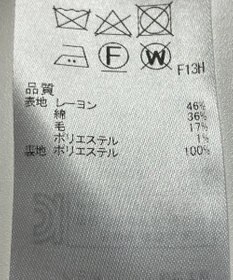 F W F13H
品質
表地 レーヨン 46%
綿 36%
毛 17%
ポリエステル 1%
裏地 ポリエステル 100%